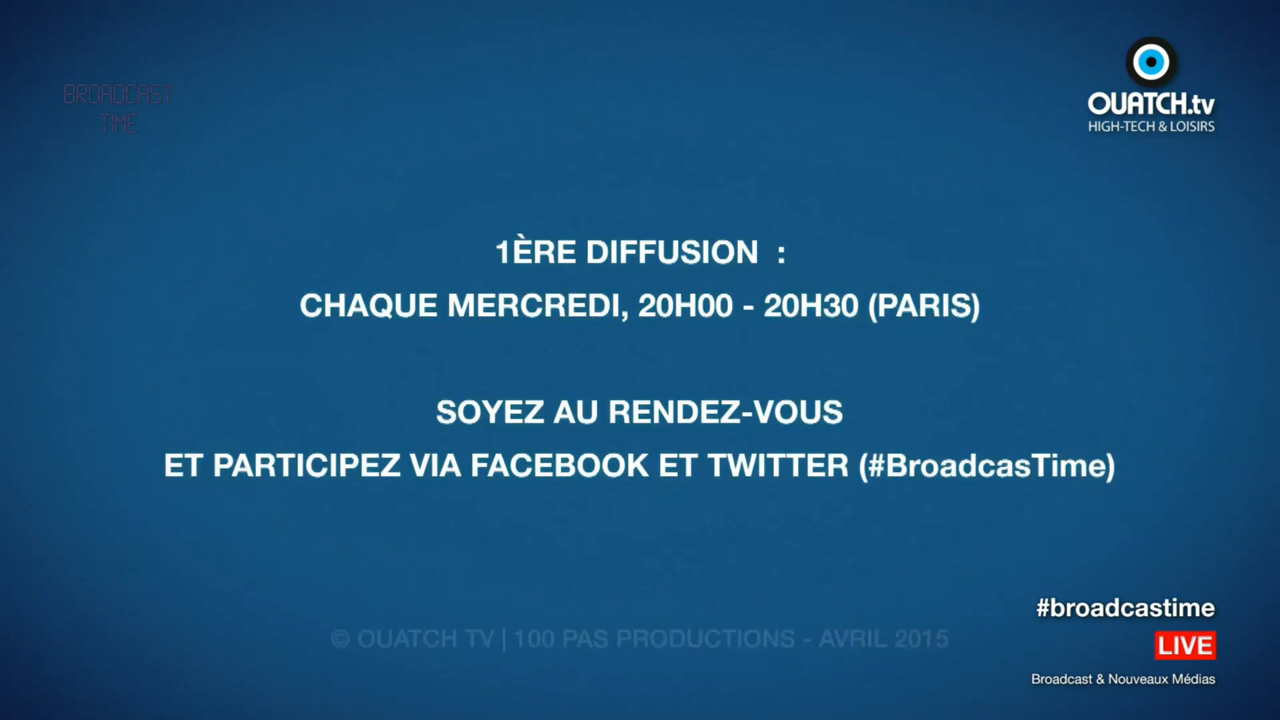 BROADCAST
TIME
OUATCH.tv
HIGH-TECH & LOISIRS
1ÈRE DIFFUSION :
CHAQUE MERCREDI, 20H00 - 20H30 (PARIS)
SOYEZ AU RENDEZ-VOUS
ET PARTICIPEZ VIA FACEBOOK ET TWITTER (#BroadcasTime)
© OUATCH TV | 100 PAS PRODUCTIONS - AVRIL 2015
#broadcastime
LIVE
Broadcast & Nouveaux Médias